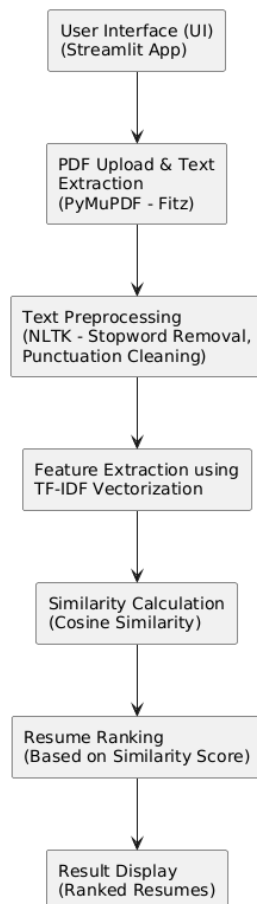 User Interface (UI)
(Streamlit App)
PDF Upload & Text
Extraction
(PyMuPDF - Fitz)
Text Preprocessing
(NLTK - Stopword Removal,
Punctuation Cleaning)
Feature Extraction using
TF-IDF Vectorization
Similarity Calculation
(Cosine Similarity)
Resume Ranking
(Based on Similarity Score)
Result Display
(Ranked Resumes)